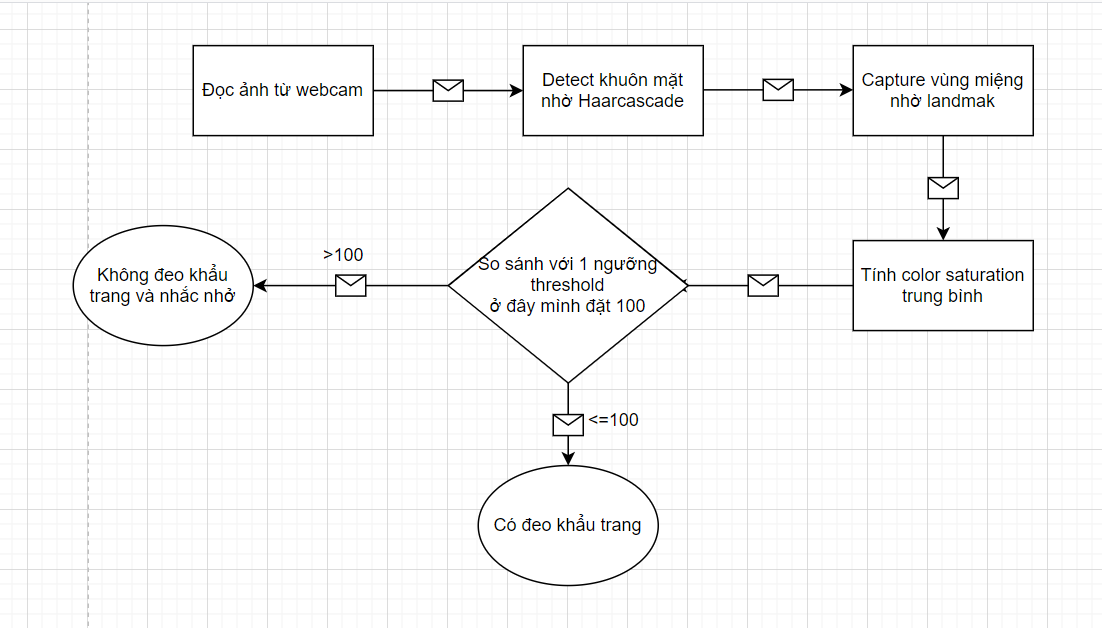 Đọc ảnh từ webcam
Detect khuôn mặt
nhờ Haarcascade
Capture vùng miệng
nhờ landmak
Tính color saturation
trung bình
So sánh với 1 ngưỡng
threshold
ở đây mình đặt 100
>100
Không đeo khẩu
trang và nhắc nhở
<=100
Có đeo khẩu trang